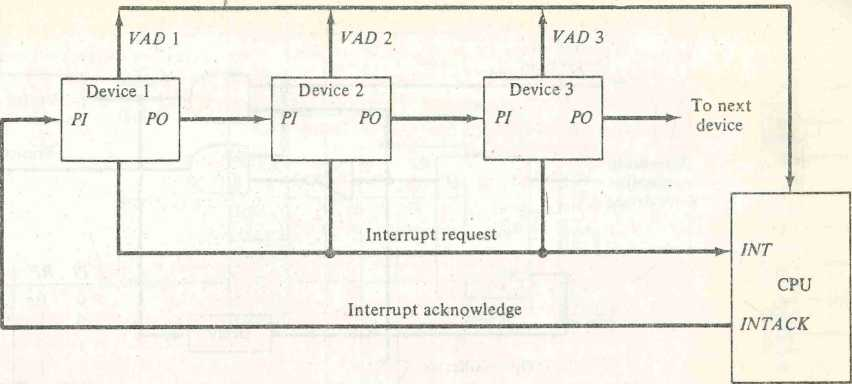 VAD 1
VAD 2
VAD 3
Device 1
Device 2
Device 3
PI
PO
PI
PO
PI
PO
To next
device
Interrupt request
INT
CPU
Interrupt acknowledge
INTACK